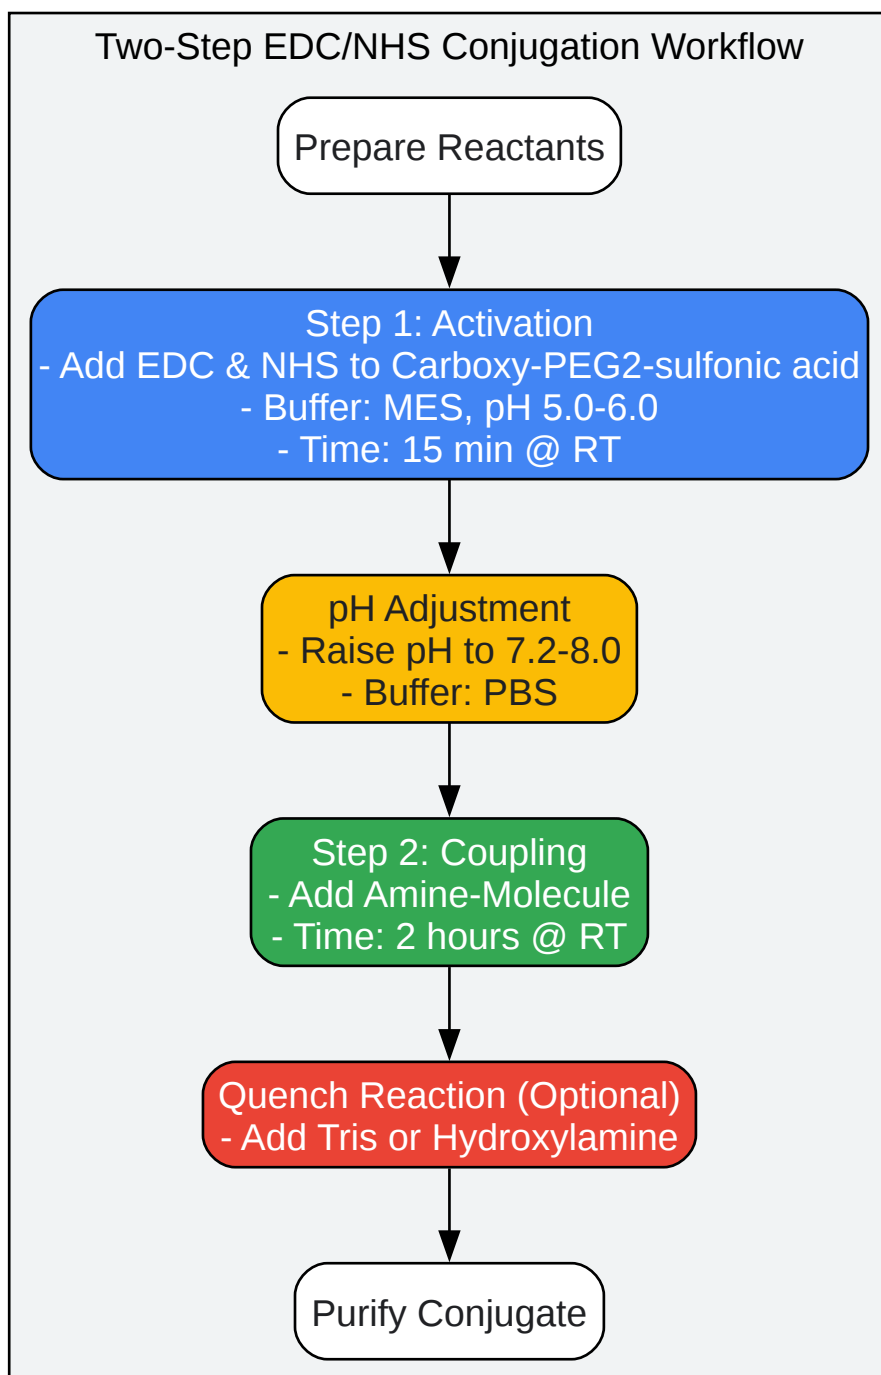 Two-Step EDC/NHS Conjugation Workflow
Prepare Reactants
Step 1: Activation
- Add EDC & NHS to Carboxy-PEG2-sulfonic acid
- Buffer: MES, pH 5.0-6.0
- Time: 15 min @ RT
pH Adjustment
- Raise pH to 7.2-8.0
- Buffer: PBS
Step 2: Coupling
- Add Amine-Molecule
- Time: 2 hours @ RT
Quench Reaction (Optional)
- Add Tris or Hydroxylamine
Purify Conjugate